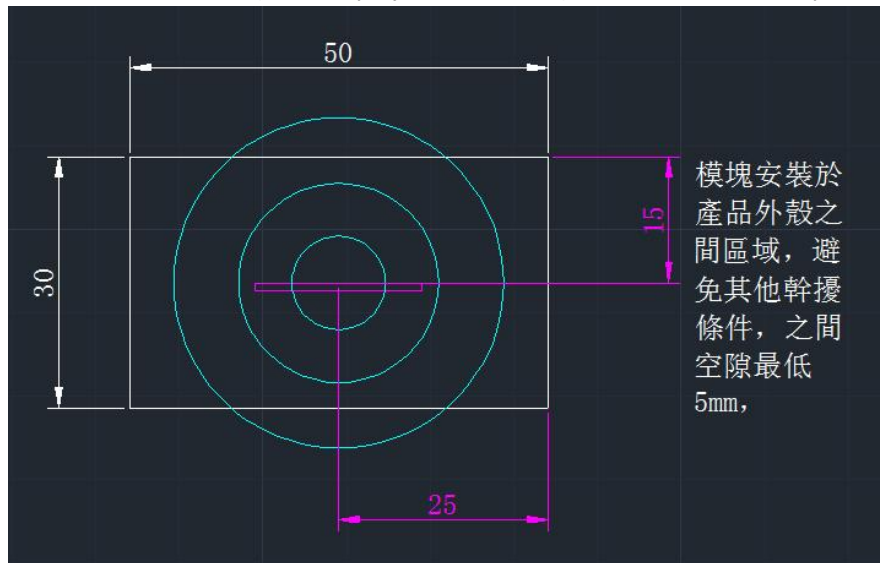 50
模塊安裝於
產品外殼之
間區域，避
免其他幹擾
條件，之間
空隙最低
5mm，
15
30
25